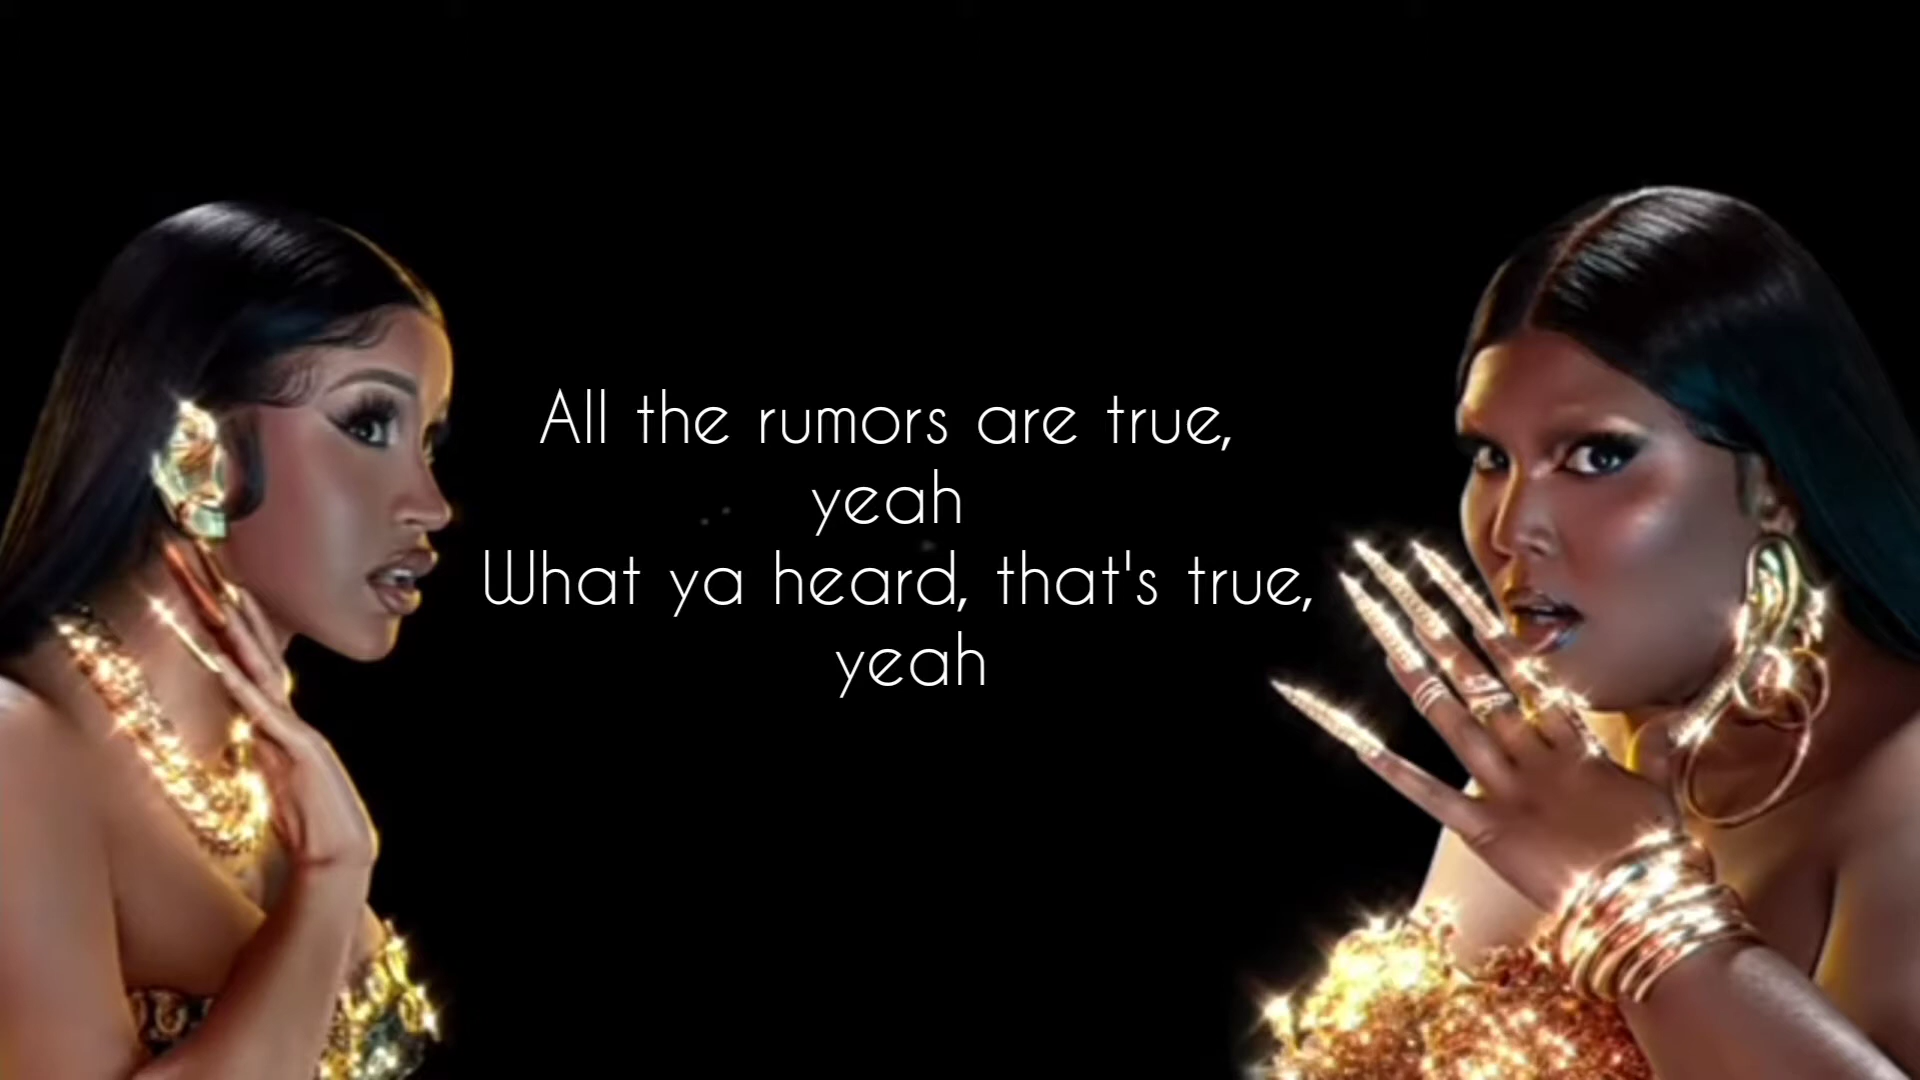 All the rumors are true,
yeah
What ya heard, that's true,
yeah